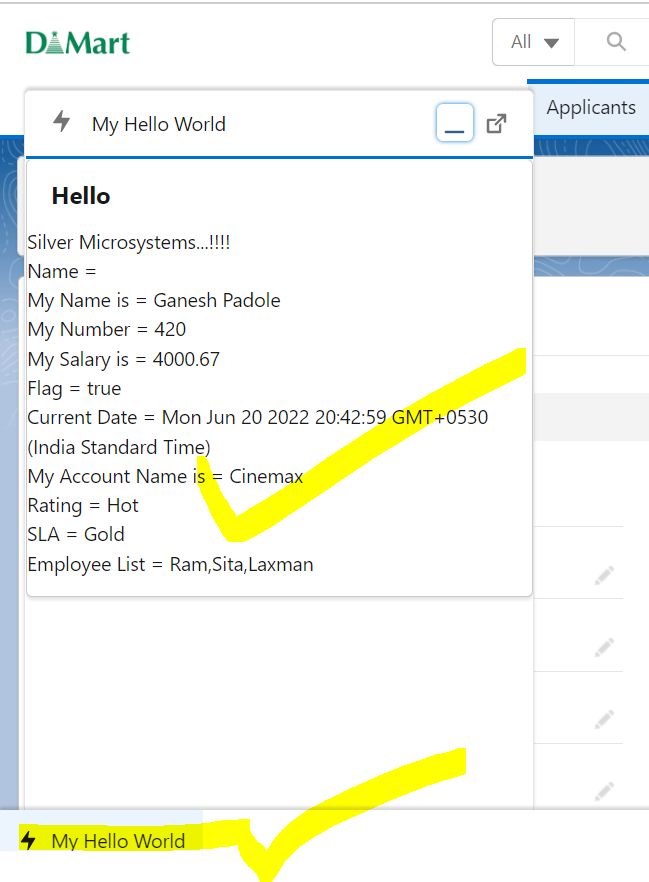 D Mart
All
Applicants
My Hello World
Hello
Silver Microsystems...!!!!
Name =
My Name is = Ganesh Padole
My Number = 420
My Salary is = 4000.67
Flag = true
Current Date = Mon Jun 20 2022 20:42:59 GMT+0530
(India Standard Time)
My Account Name is = Cinemax
Rating = Hot
SLA = Gold
Employee List = Ram,Sita,Laxman
My Hello World